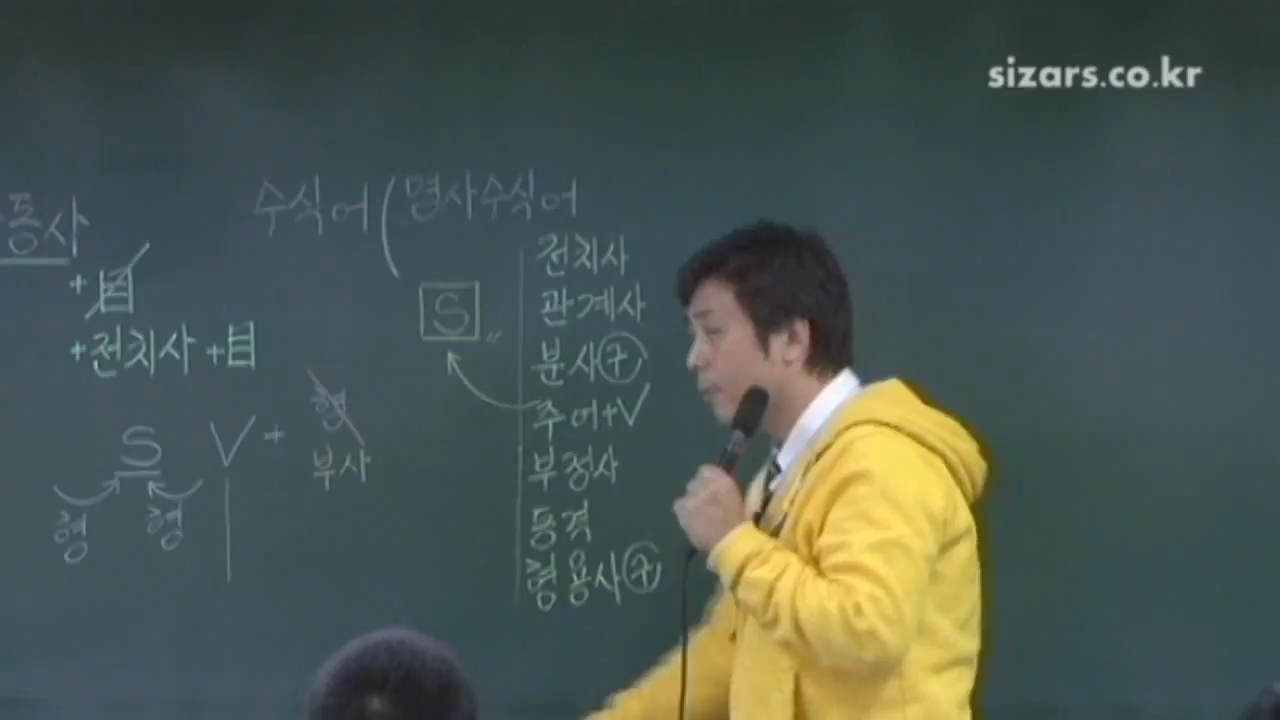 sizars.co.kr
동사
+目
+전치사 +目
S V + 형
부사
형 형
수식어 ( 명사수식어
S
전치사
관계사
분사(구)
주어+V
부정사
동격
형용사(구)